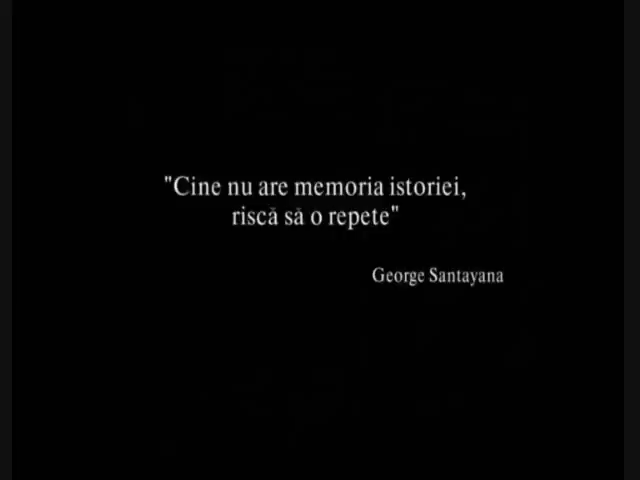 "Cine nu are memoria istoriei,
riscă să o repete"
George Santayana